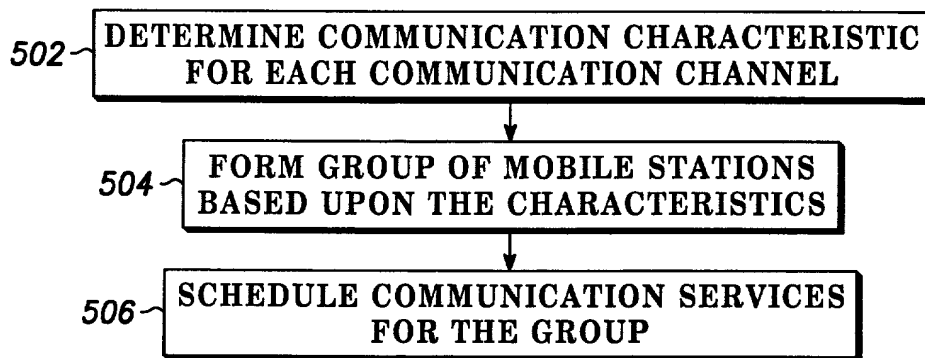 502
DETERMINE COMMUNICATION CHARACTERISTIC
FOR EACH COMMUNICATION CHANNEL
504
FORM GROUP OF MOBILE STATIONS
BASED UPON THE CHARACTERISTICS
506
SCHEDULE COMMUNICATION SERVICES
FOR THE GROUP